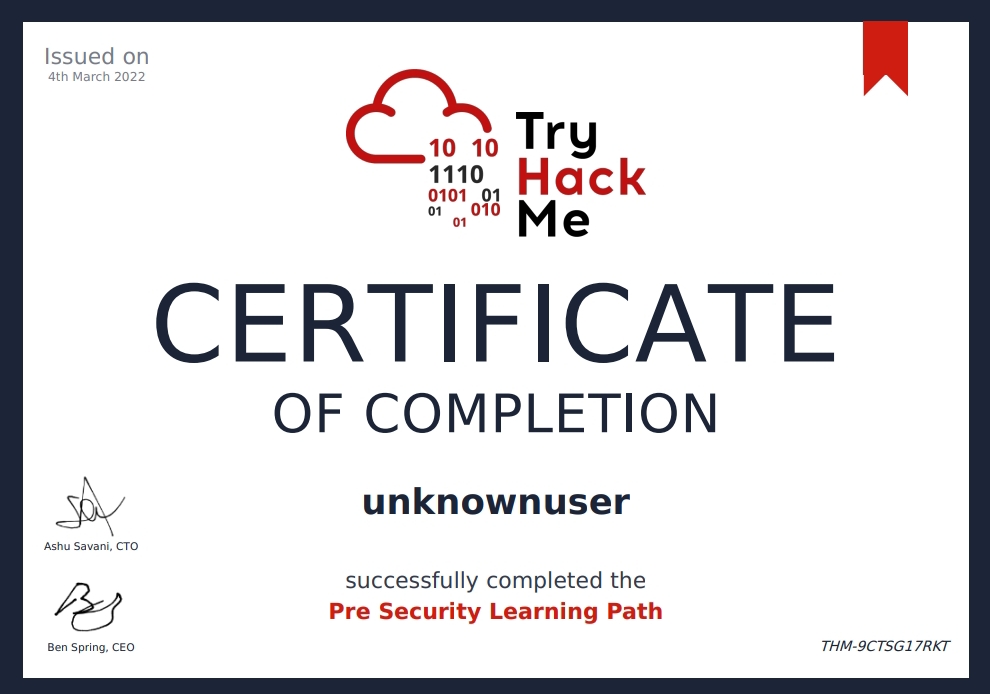 Issued on
4th March 2022
Try
Hack
Me
10 10
1110
0101 01
01 010
01
CERTIFICATE
OF COMPLETION
unknownuser
successfully completed the
Pre Security Learning Path
Ashu Savani, CTO
Ben Spring, CEO
THM-9CTSG17RKT